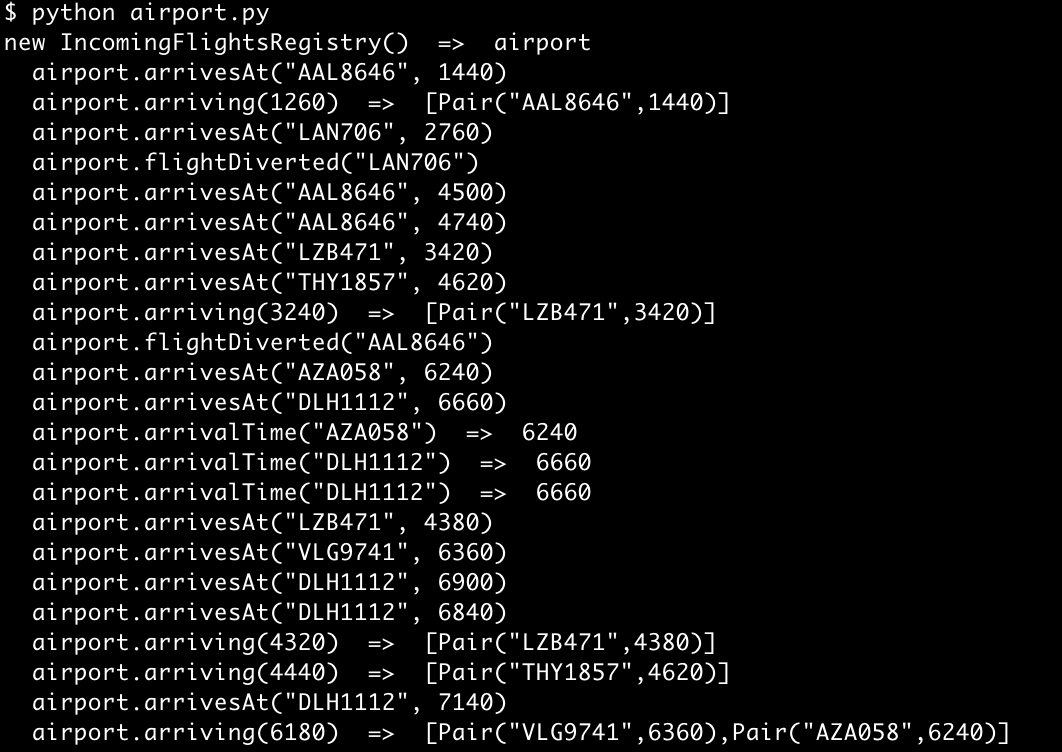 $ python airport.py
new IncomingFlightsRegistry()  =>  airport
  airport.arrivesAt("AAL8646", 1440)
  airport.arriving(1260)  =>  [Pair("AAL8646",1440)]
  airport.arrivesAt("LAN706", 2760)
  airport.flightDiverted("LAN706")
  airport.arrivesAt("AAL8646", 4500)
  airport.arrivesAt("AAL8646", 4740)
  airport.arrivesAt("LZB471", 3420)
  airport.arrivesAt("THY1857", 4620)
  airport.arriving(3240)  =>  [Pair("LZB471",3420)]
  airport.flightDiverted("AAL8646")
  airport.arrivesAt("AZA058", 6240)
  airport.arrivesAt("DLH1112", 6660)
  airport.arrivalTime("AZA058")  =>  6240
  airport.arrivalTime("DLH1112")  =>  6660
  airport.arrivalTime("DLH1112")  =>  6660
  airport.arrivesAt("LZB471", 4380)
  airport.arrivesAt("VLG9741", 6360)
  airport.arrivesAt("DLH1112", 6900)
  airport.arrivesAt("DLH1112", 6840)
  airport.arriving(4320)  =>  [Pair("LZB471",4380)]
  airport.arriving(4440)  =>  [Pair("THY1857",4620)]
  airport.arrivesAt("DLH1112", 7140)
  airport.arriving(6180)  =>  [Pair("VLG9741",6360),Pair("AZA058",6240)]